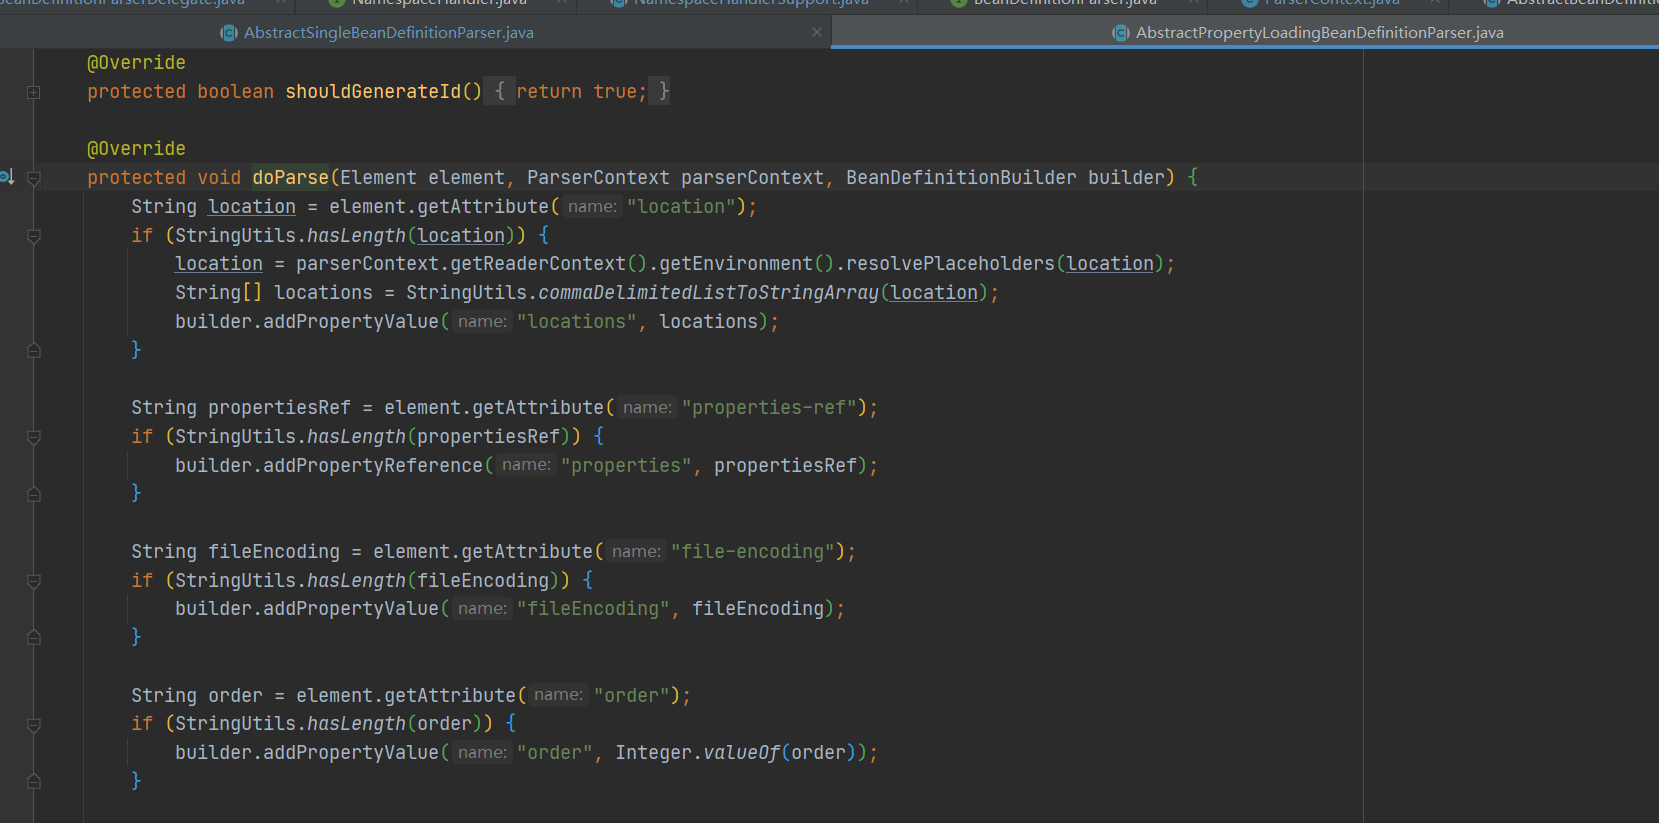 BeanDefinitionParserDelegate.java NamespaceHandler.java NamespaceHandlerSupport.java BeanDefinitionParser.java ParserContext.java
AbstractSingleBeanDefinitionParser.java AbstractPropertyLoadingBeanDefinitionParser.java
@Override
protected boolean shouldGenerateId() { return true; }
@Override
protected void doParse(Element element, ParserContext parserContext, BeanDefinitionBuilder builder) {
String location = element.getAttribute( name: "location");
if (StringUtils.hasLength(location)) {
location = parserContext.getReaderContext().getEnvironment().resolvePlaceholders(location);
String[] locations = StringUtils.commaDelimitedListToStringArray(location);
builder.addPropertyValue( name: "locations", locations);
}
String propertiesRef = element.getAttribute( name: "properties-ref");
if (StringUtils.hasLength(propertiesRef)) {
builder.addPropertyReference( name: "properties", propertiesRef);
}
String fileEncoding = element.getAttribute( name: "file-encoding");
if (StringUtils.hasLength(fileEncoding)) {
builder.addPropertyValue( name: "fileEncoding", fileEncoding);
}
String order = element.getAttribute( name: "order");
if (StringUtils.hasLength(order)) {
builder.addPropertyValue( name: "order", Integer.valueOf(order));
}